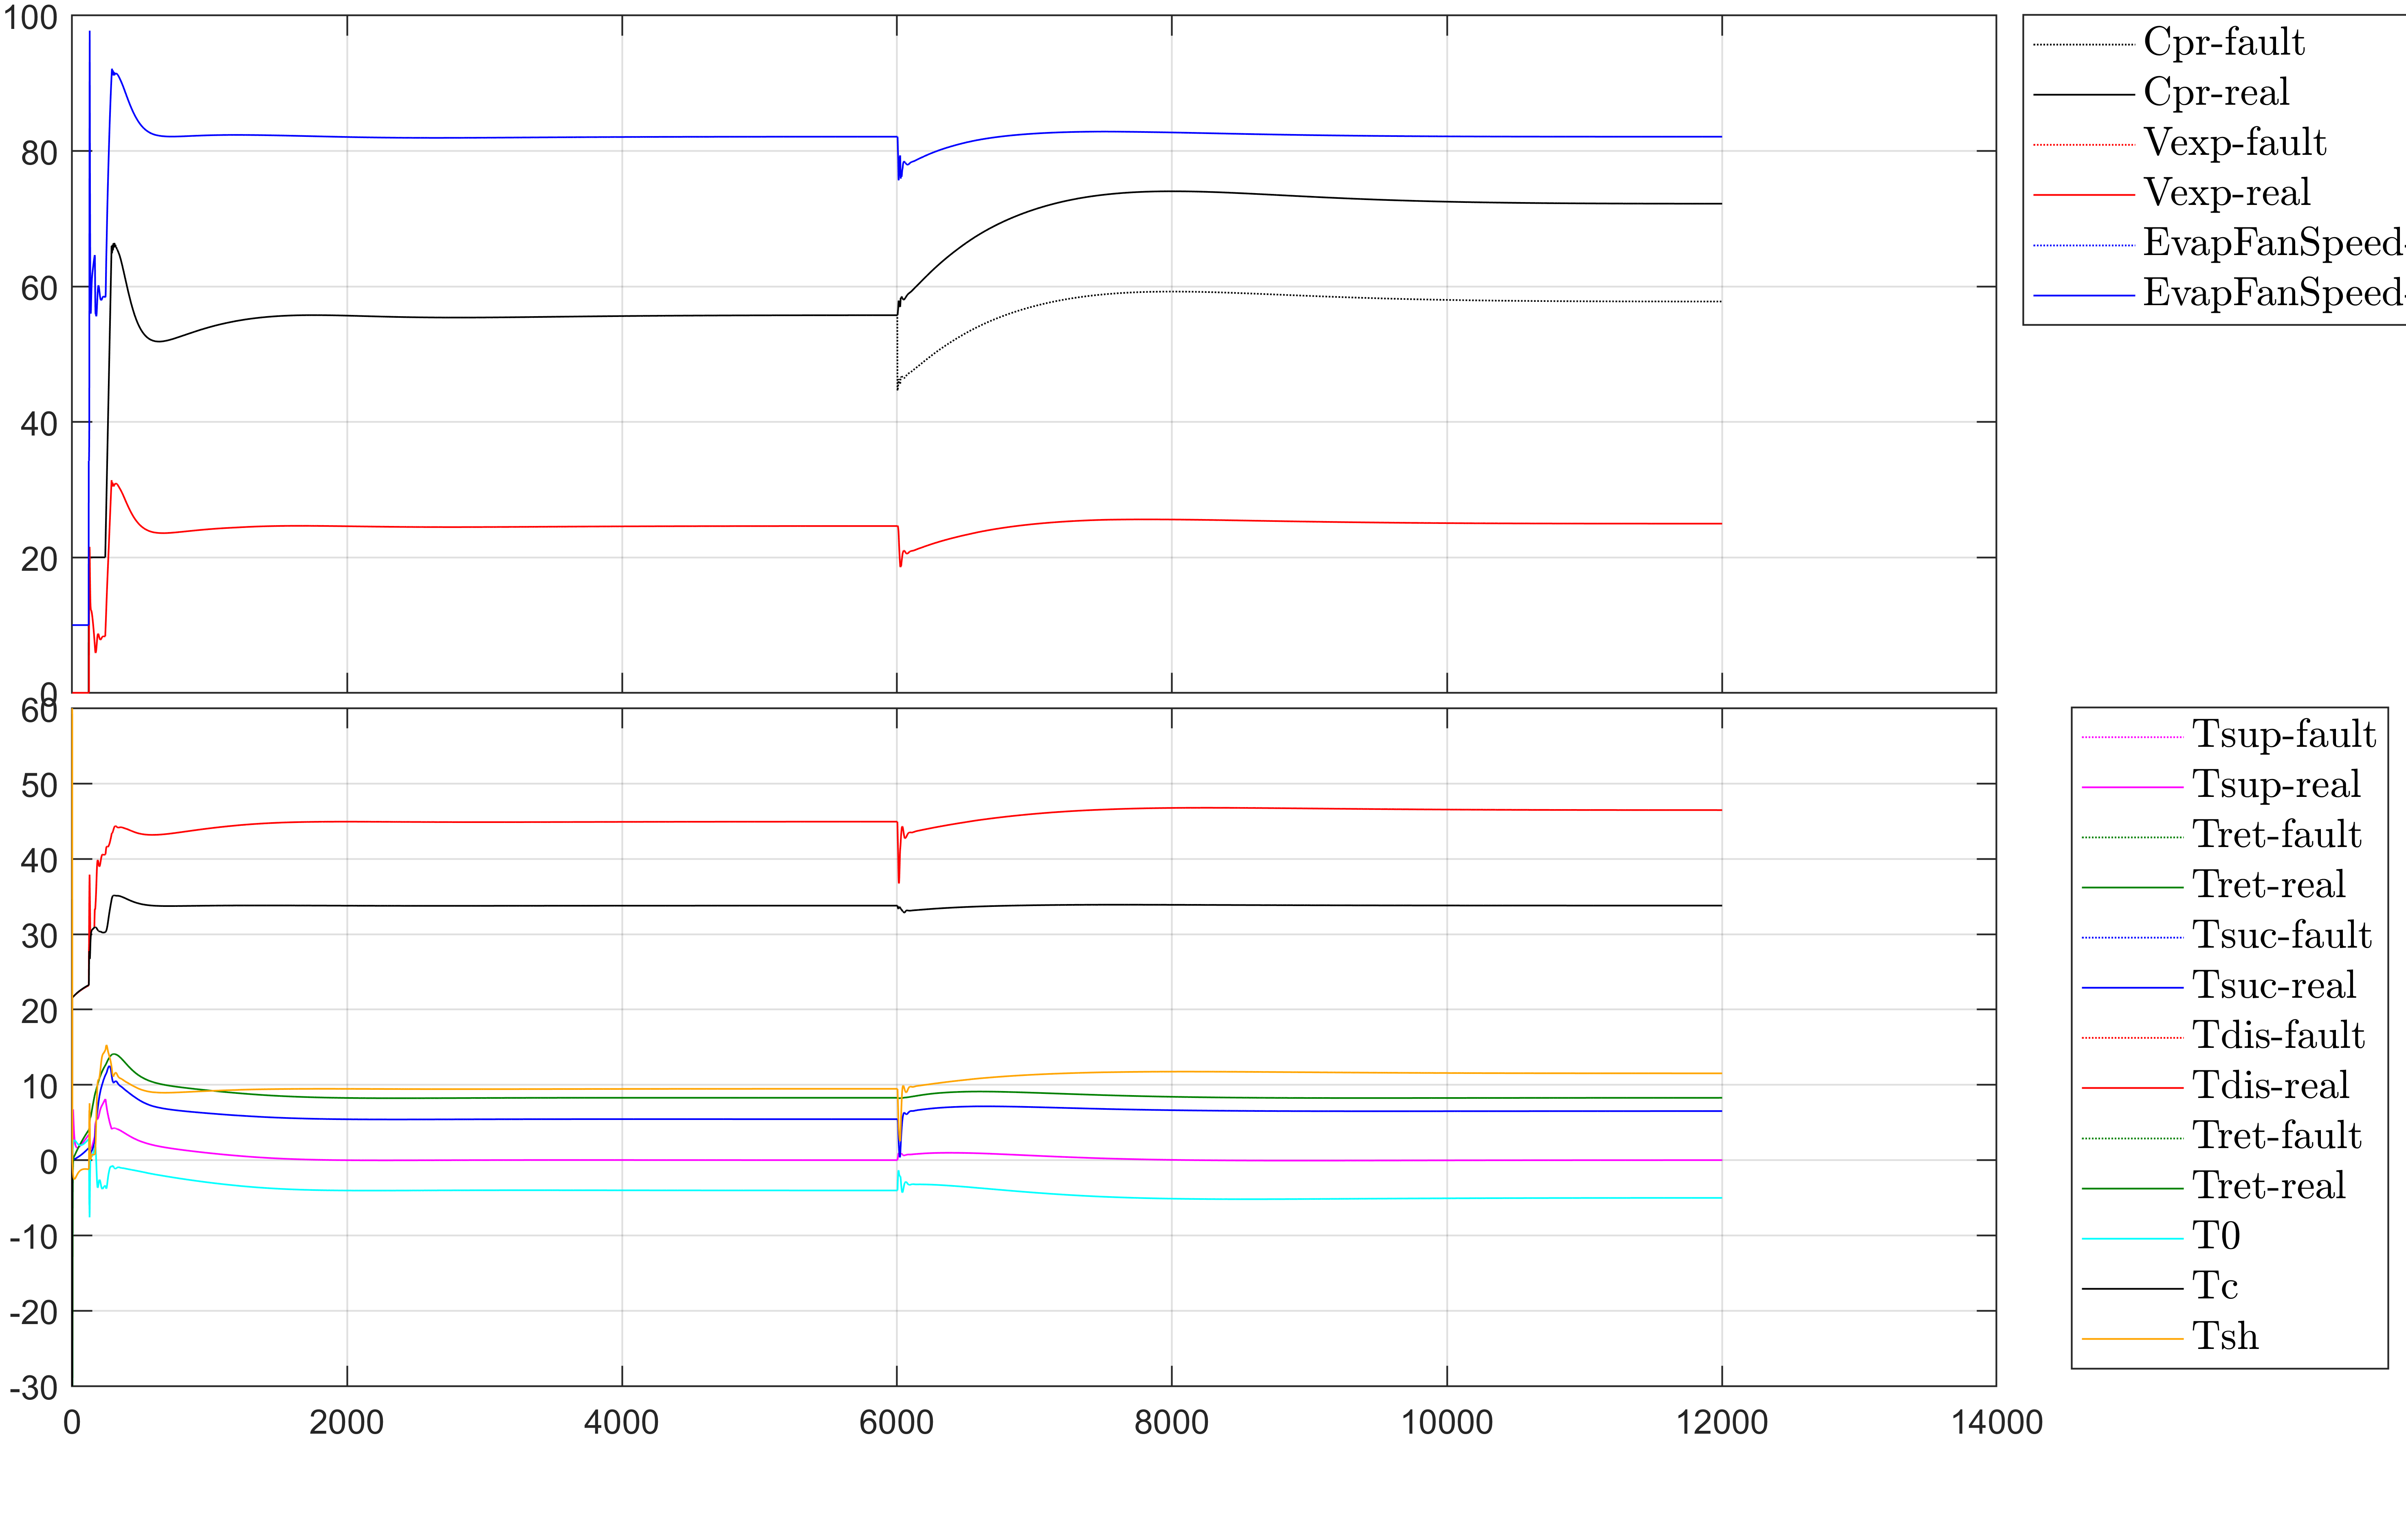 100
80
60
40
20
0
Cpr-fault
Cpr-real
Vexp-fault
Vexp-real
EvapFanSpeed-
EvapFanSpeed-
60
50
40
30
20
10
0
-10
-20
-30
0 2000 4000 6000 8000 10000 12000 14000
Tsup-fault
Tsup-real
Tret-fault
Tret-real
Tsuc-fault
Tsuc-real
Tdis-fault
Tdis-real
Tret-fault
Tret-real
T0
Tc
Tsh